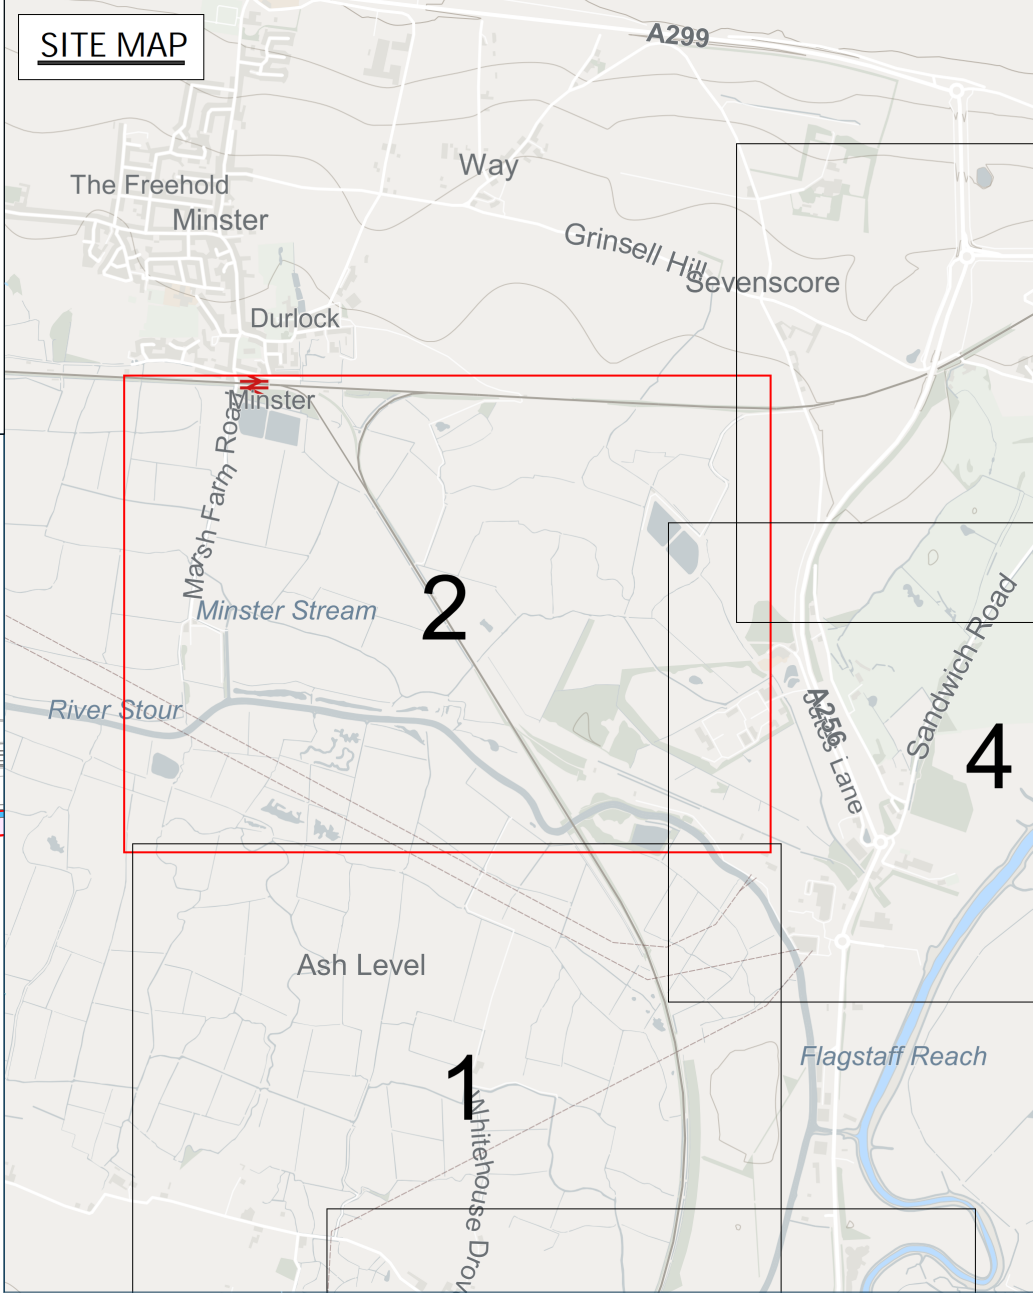 SITE MAP
A299
Way
The Freehold
Minster
Grinsell Hill
Sevenscore
Durlock
Minster
Marsh Farm Road
2
Minster Stream
Sandwich Road
River Stour
A256
Jutes Lane
4
Ash Level
Flagstaff Reach
1
Whitehouse Drov